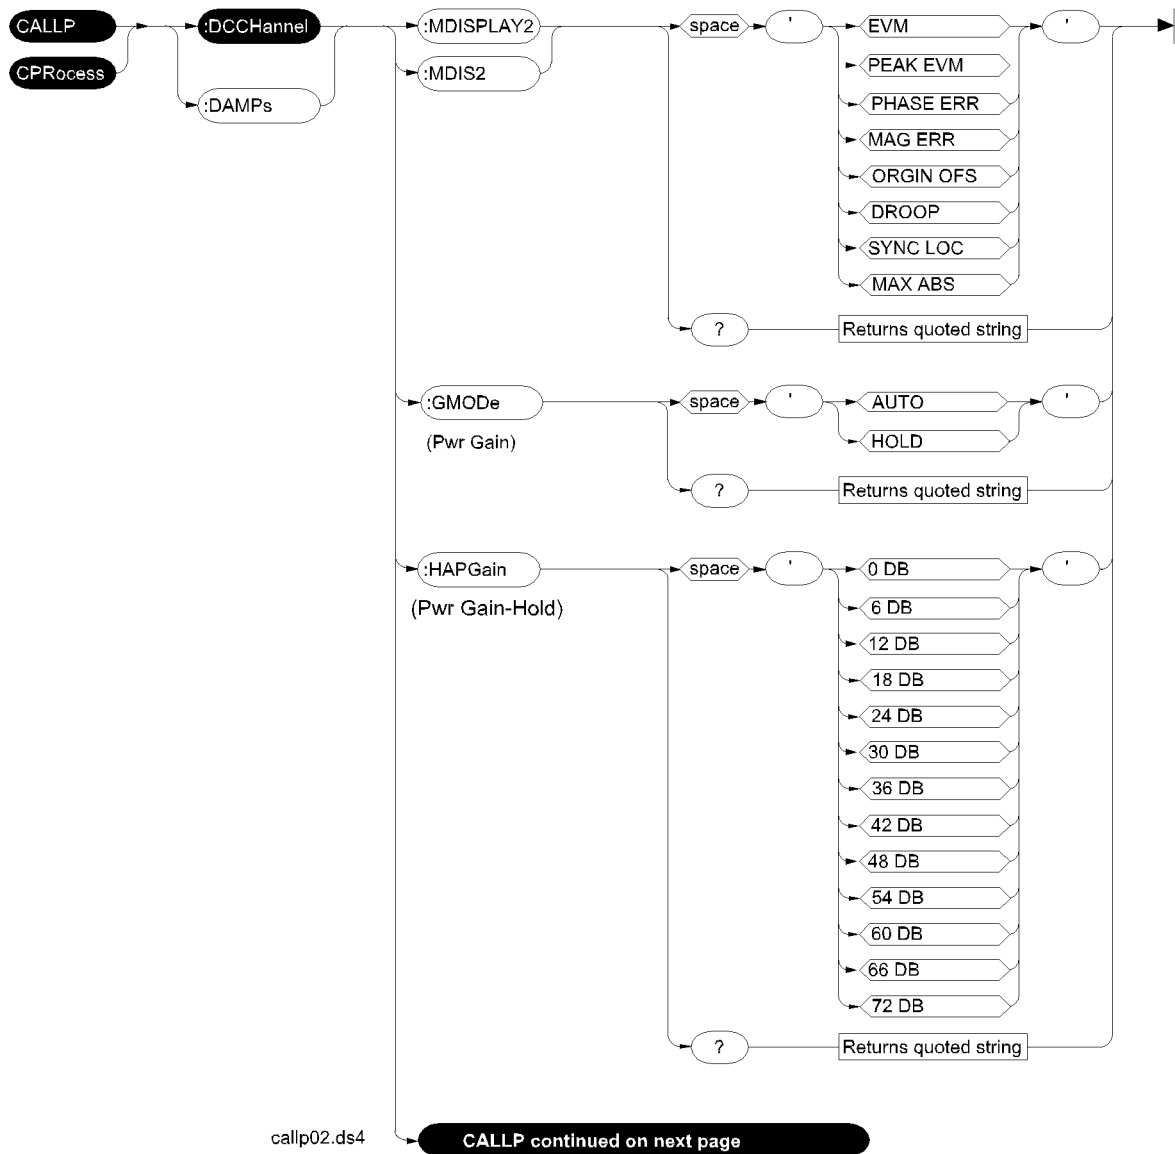 CALLP :DCCHannel :MDISPLAY2 space ' EVM '
CPRocess :MDIS2 PEAK EVM
:DAMPs PHASE ERR
MAG ERR
ORGIN OFS
DROOP
SYNC LOC
MAX ABS
? Returns quoted string
:GMODe space ' AUTO '
(Pwr Gain) HOLD
? Returns quoted string
:HAPGain space ' 0 DB '
(Pwr Gain-Hold) 6 DB
12 DB
18 DB
24 DB
30 DB
36 DB
42 DB
48 DB
54 DB
60 DB
66 DB
72 DB
? Returns quoted string
callp02.ds4 CALLP continued on next page